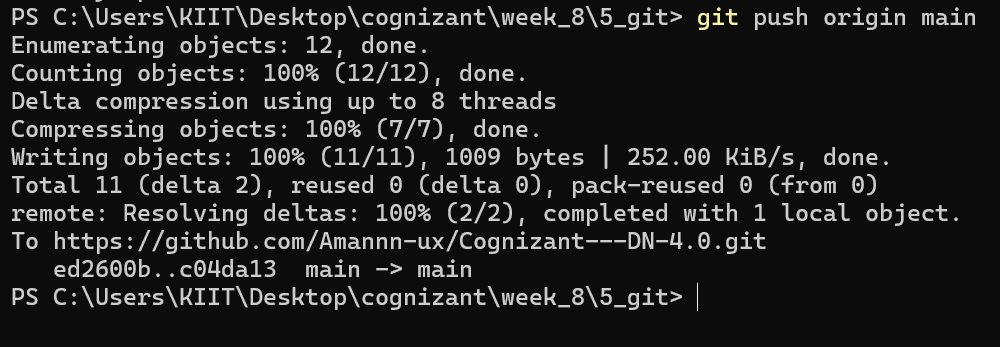 PS C:\Users\KIIT\Desktop\cognizant\week_8\5_git> git push origin main
Enumerating objects: 12, done.
Counting objects: 100% (12/12), done.
Delta compression using up to 8 threads
Compressing objects: 100% (7/7), done.
Writing objects: 100% (11/11), 1009 bytes | 252.00 KiB/s, done.
Total 11 (delta 2), reused 0 (delta 0), pack-reused 0 (from 0)
remote: Resolving deltas: 100% (2/2), completed with 1 local object.
To https://github.com/Amannn-ux/Cognizant---DN-4.0.git
   ed2600b..c04da13  main -> main
PS C:\Users\KIIT\Desktop\cognizant\week_8\5_git>